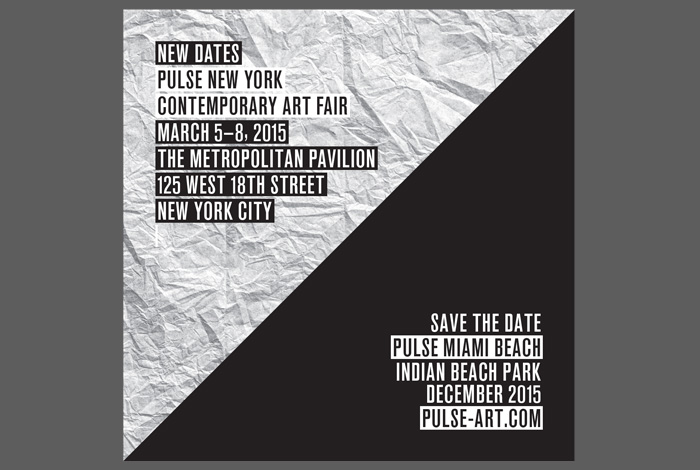 NEW DATES
PULSE NEW YORK
CONTEMPORARY ART FAIR
MARCH 5–8, 2015
THE METROPOLITAN PAVILION
125 WEST 18TH STREET
NEW YORK CITY
SAVE THE DATE
PULSE MIAMI BEACH
INDIAN BEACH PARK
DECEMBER 2015
PULSE-ART.COM